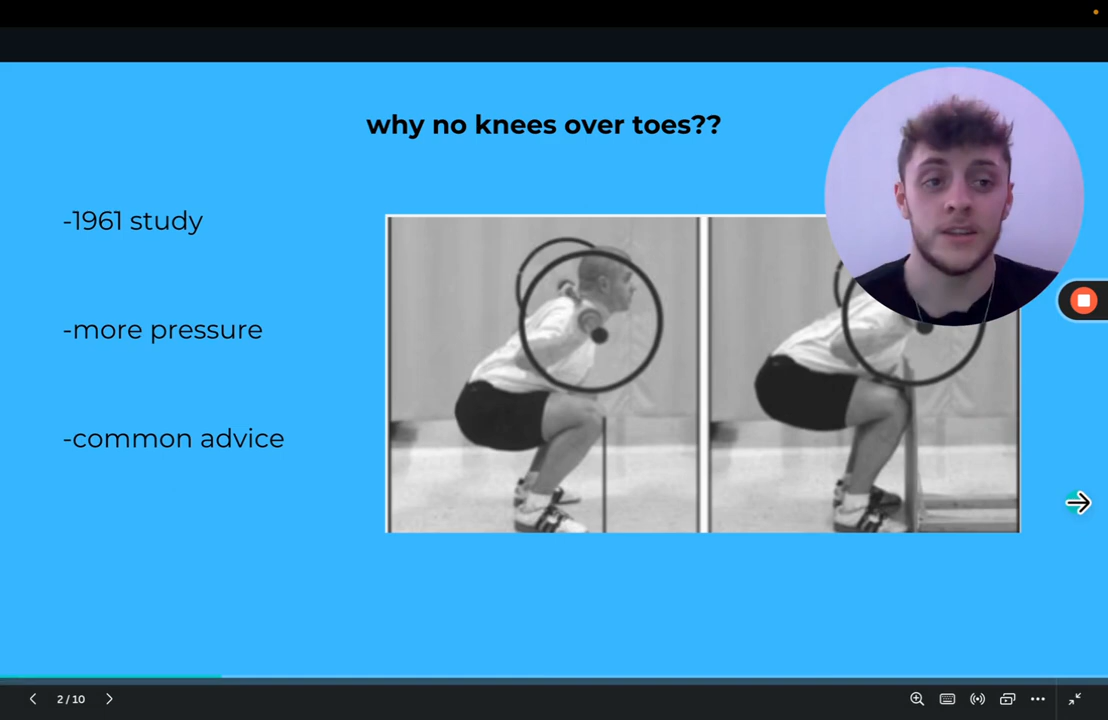 why no knees over toes??
-1961 study
-more pressure
-common advice
2 / 10